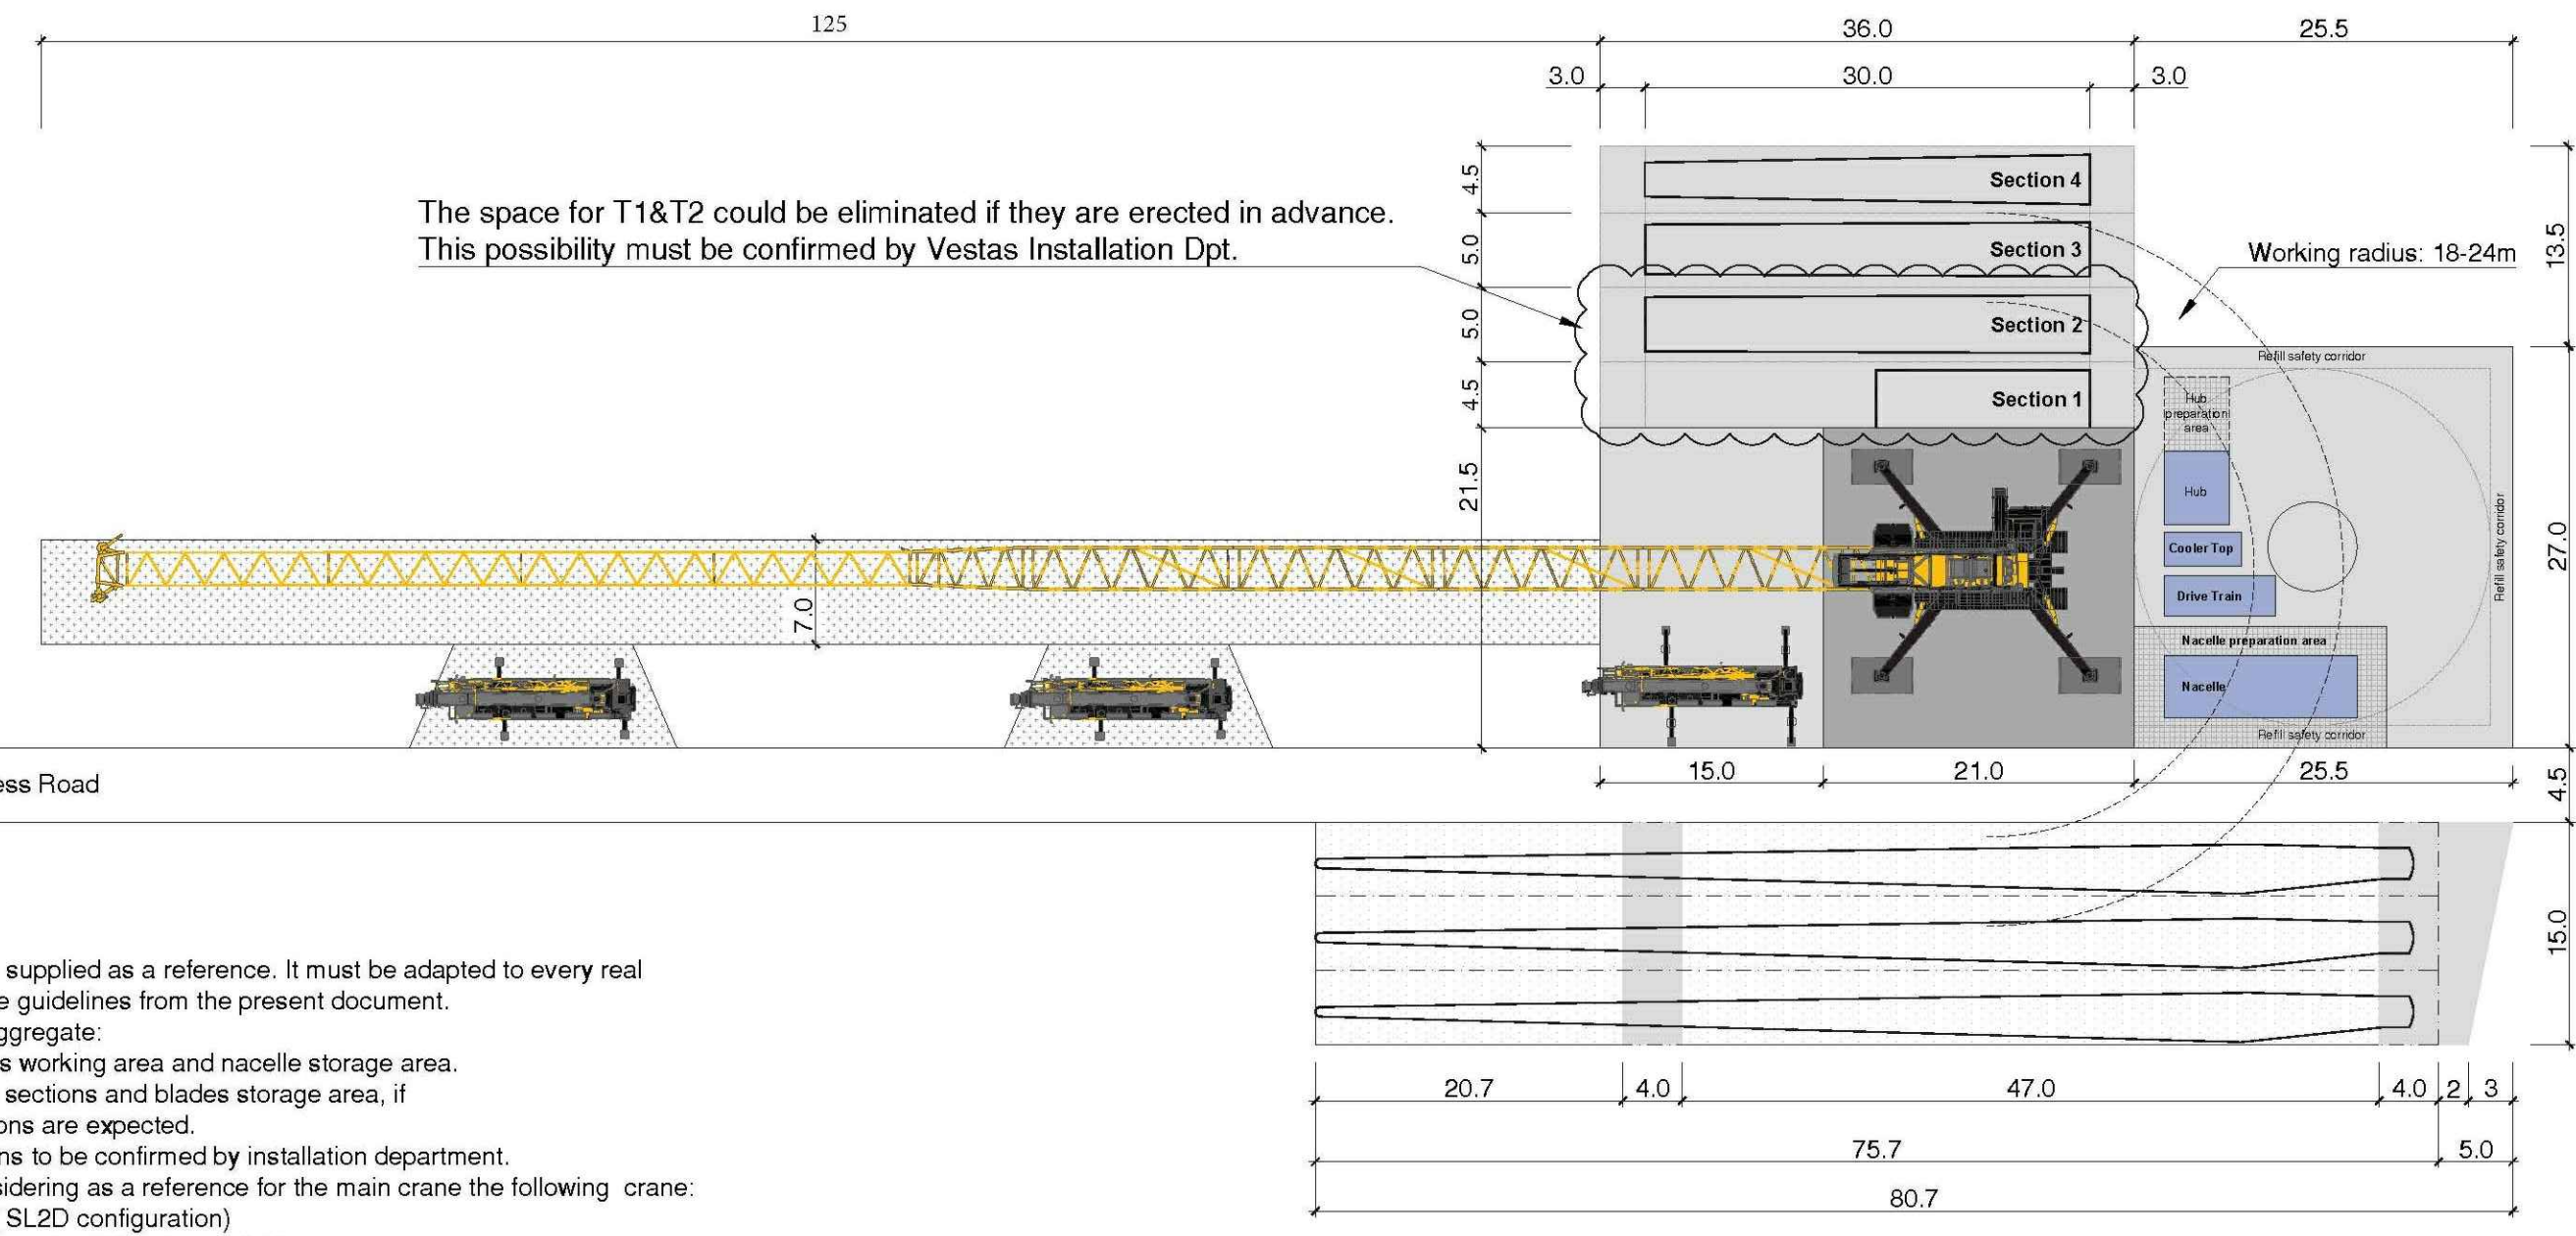 125
36.0
25.5
3.0
30.0
3.0
4.5
5.0
5.0
4.5
21.5
13.5
27.0
The space for T1&T2 could be eliminated if they are erected in advance.
This possibility must be confirmed by Vestas Installation Dpt.
Section 4
Section 3
Section 2
Section 1
Working radius: 18-24m
Refill safety corridor
Hub
preparation
area
Hub
Cooler Top
Drive Train
Nacelle preparation area
Nacelle
Refill safety corridor
Refill safety corridor
7.0
15.0
21.0
25.5
4.5
ess Road
15.0
supplied as a reference. It must be adapted to every real
e guidelines from the present document.
ggregate:
s working area and nacelle storage area.
sections and blades storage area, if
ons are expected.
ns to be confirmed by installation department.
sidering as a reference for the main crane the following crane:
SL2D configuration)
20.7
4.0
47.0
4.0
2
3
75.7
5.0
80.7